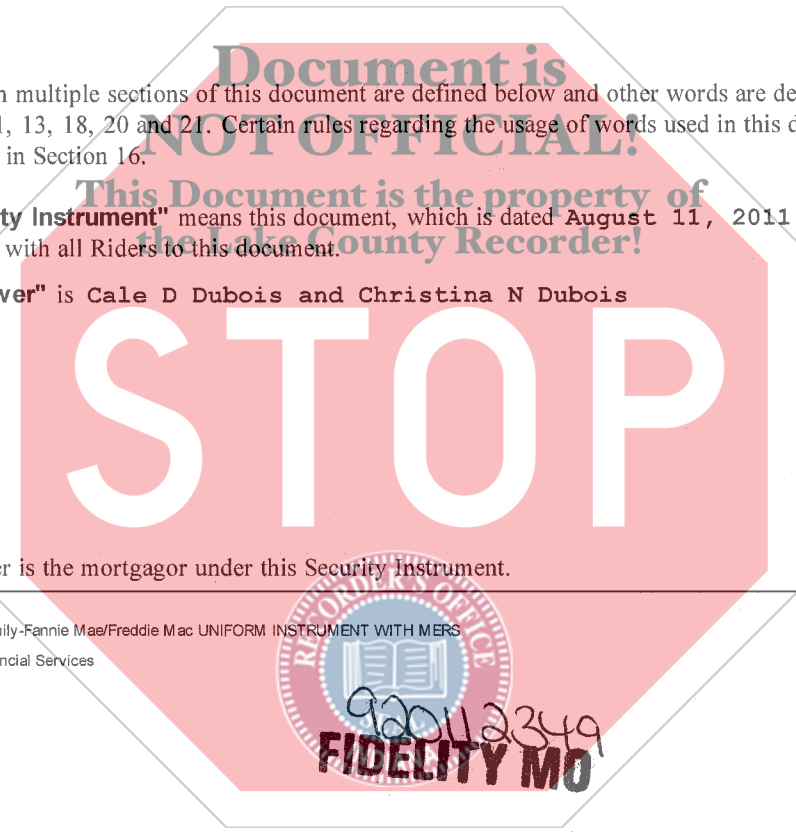 Document is
n multiple sections of this document are defined below and other words are de
1, 13, 18, 20 and 21. Certain rules regarding the usage of words used in this d
NOT OFFICIAL!
in Section 16.
This Document is the property of
ty Instrument" means this document, which is dated August 11, 2011
with all Riders to this document.
the Lake County Recorder!
ver" is Cale D Dubois and Christina N Dubois
STOP
er is the mortgagor under this Security Instrument.
nily-Fannie Mae/Freddie Mac UNIFORM INSTRUMENT WITH MERS
ncial Services
RECORDER'S OFFICE
920112349
FIDELITY MO